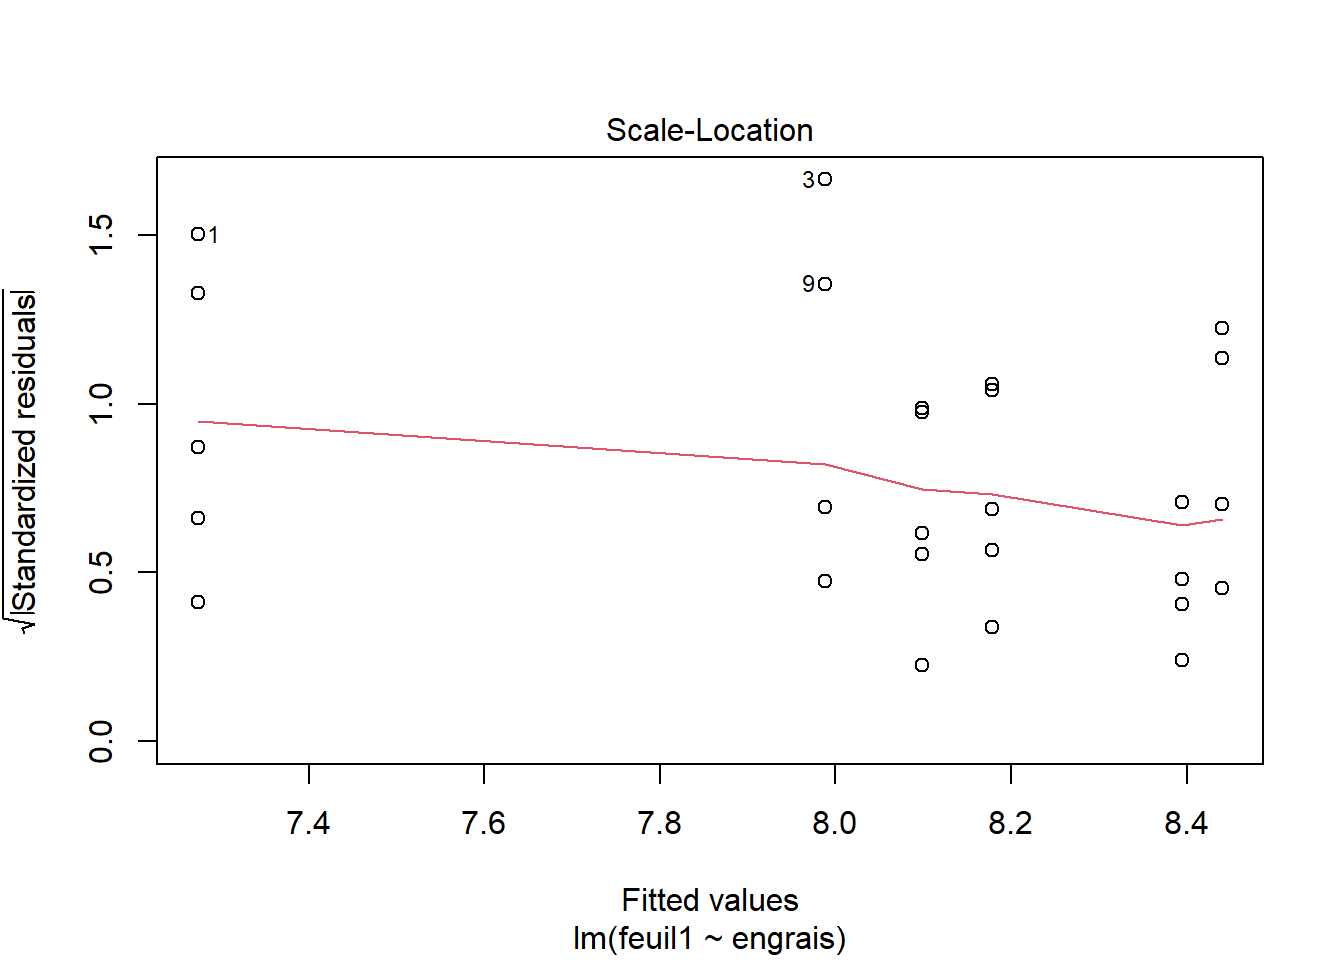 Scale-Location
√|Standardized residuals|
1.5
1.0
0.5
0.0
1
3
9
7.4 7.6 7.8 8.0 8.2 8.4
Fitted values
lm(feuil1 ~ engrais)